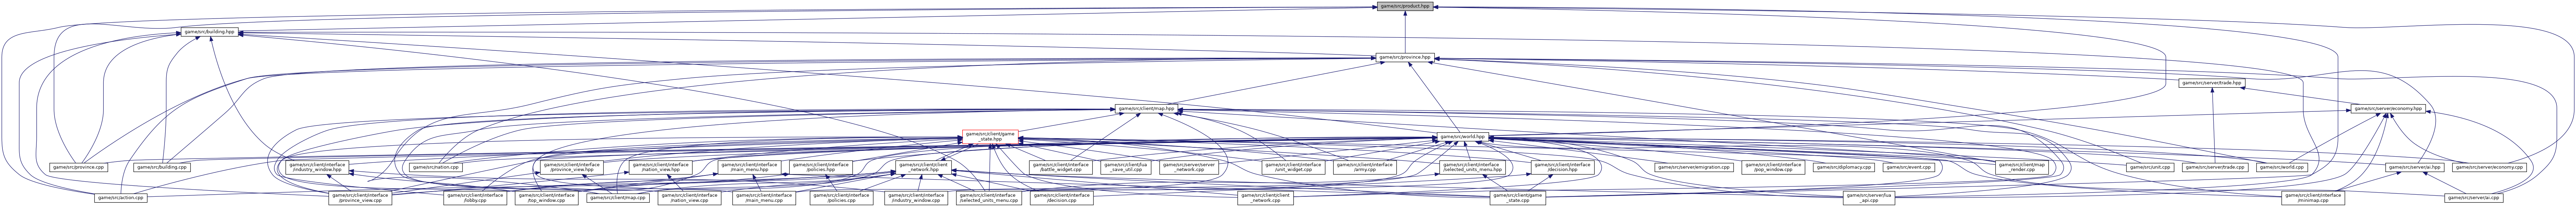 game/src/product.hpp
game/src/building.hpp
game/src/province.hpp
game/src/server/trade.hpp
game/src/client/map.hpp
game/src/server/economy.hpp
game/src/client/game
_state.hpp
game/src/world.hpp
game/src/province.cpp
game/src/building.cpp
game/src/client/interface
/industry_window.hpp
game/src/nation.cpp
game/src/client/interface
/province_view.hpp
game/src/client/interface
/nation_view.hpp
game/src/client/interface
/main_menu.hpp
game/src/client/interface
/policies.hpp
game/src/client/client
_network.hpp
game/src/client/interface
/battle_widget.cpp
game/src/client/lua
_save_util.cpp
game/src/server/server
_network.cpp
game/src/client/interface
/unit_widget.cpp
game/src/client/interface
/army.cpp
game/src/client/interface
/selected_units_menu.hpp
game/src/client/interface
/decision.hpp
game/src/server/emigration.cpp
game/src/client/interface
/pop_window.cpp
game/src/diplomacy.cpp
game/src/event.cpp
game/src/client/map
_render.cpp
game/src/unit.cpp
game/src/server/trade.cpp
game/src/world.cpp
game/src/server/ai.hpp
game/src/server/economy.cpp
game/src/action.cpp
game/src/client/interface
/province_view.cpp
game/src/client/interface
/lobby.cpp
game/src/client/interface
/top_window.cpp
game/src/client/map.cpp
game/src/client/interface
/nation_view.cpp
game/src/client/interface
/main_menu.cpp
game/src/client/interface
/policies.cpp
game/src/client/interface
/industry_window.cpp
game/src/client/interface
/selected_units_menu.cpp
game/src/client/interface
/decision.cpp
game/src/client/client
_network.cpp
game/src/client/game
_state.cpp
game/src/server/lua
_api.cpp
game/src/client/interface
/minimap.cpp
game/src/server/ai.cpp